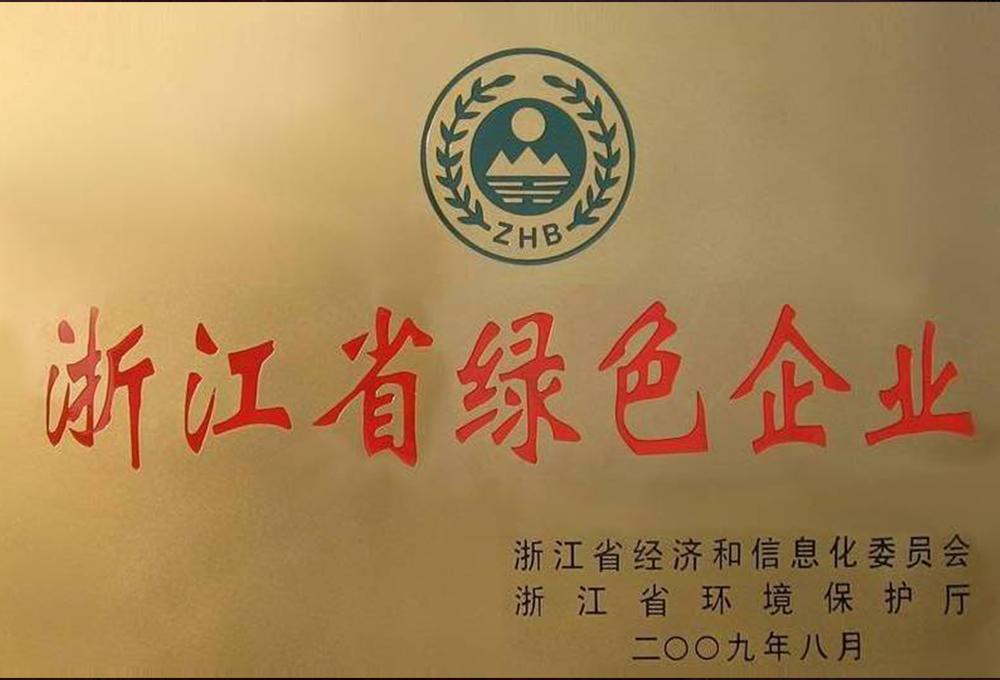 ZHB
浙江省绿色企业
浙江省经济和信息化委员会
浙江省环境保护厅
二〇〇九年八月